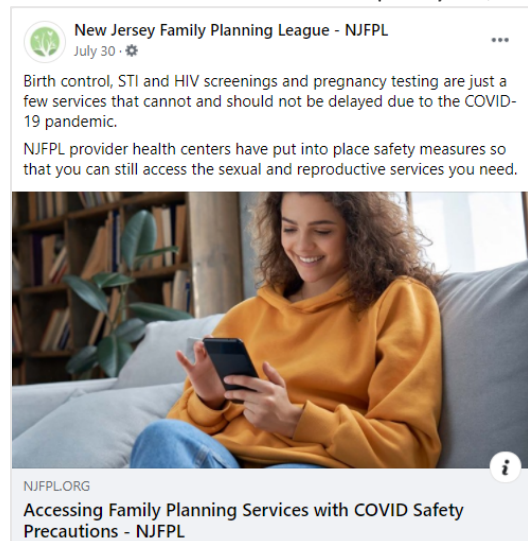 New Jersey Family Planning League - NJFPL
July 30 ·
Birth control, STI and HIV screenings and pregnancy testing are just a
few services that cannot and should not be delayed due to the COVID-
19 pandemic.
NJFPL provider health centers have put into place safety measures so
that you can still access the sexual and reproductive services you need.
NJFPL.ORG
Accessing Family Planning Services with COVID Safety
Precautions - NJFPL